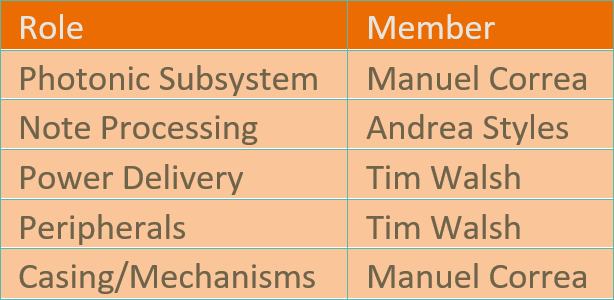 Role Member
Photonic Subsystem Manuel Correa
Note Processing Andrea Styles
Power Delivery Tim Walsh
Peripherals Tim Walsh
Casing/Mechanisms Manuel Correa